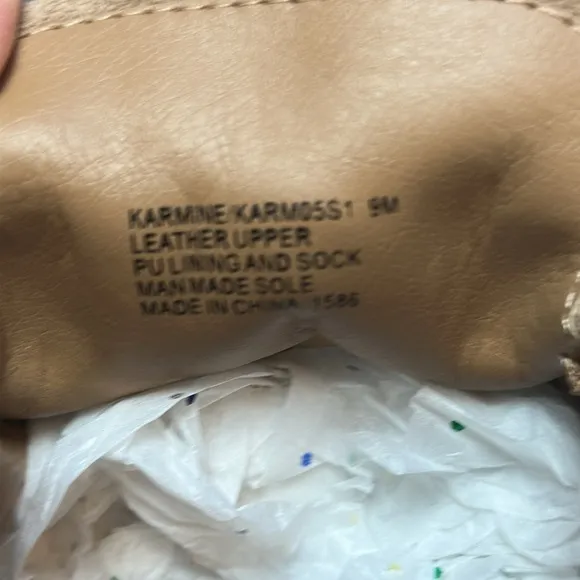 KARMINE/KARM05S1 9M
LEATHER UPPER
PU LINING AND SOCK
MAN MADE SOLE
MADE IN CHINA 1586